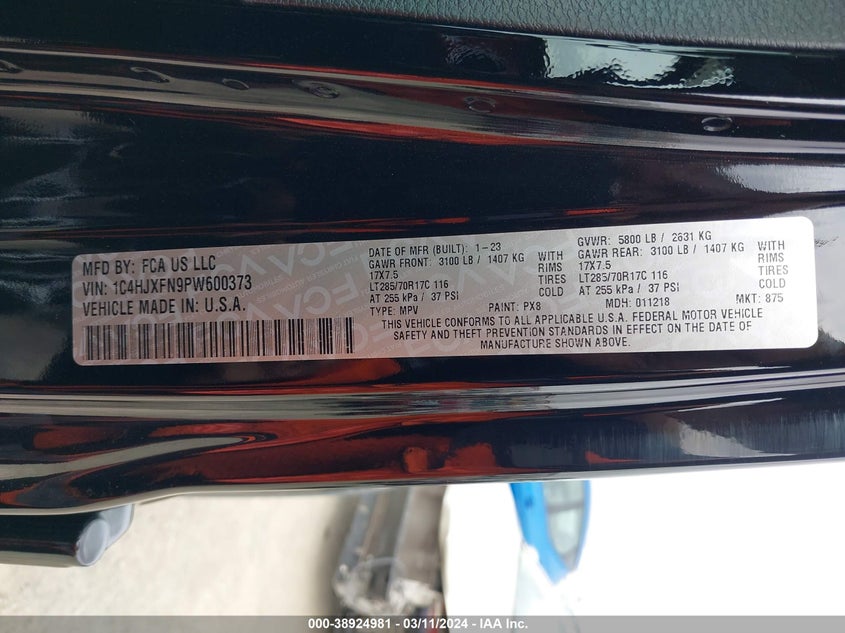 MFD BY: FCA US LLC
VIN: 1C4HJXFN9PW600373
VEHICLE MADE IN: U.S.A.
DATE OF MFR (BUILT): 1-23 GVWR: 5800 LB / 2631 KG
GAWR FRONT: 3100 LB / 1407 KG WITH GAWR REAR: 3100 LB / 1407 KG WITH
17X7.5 RIMS 17X7.5 RIMS
LT285/70R17C 116 TIRES LT285/70R17C 116 TIRES
AT 255 kPa / 37 PSI COLD AT 255 kPa / 37 PSI COLD
TYPE: MPV PAINT: PX8 MDH: 011218 MKT: 875
THIS VEHICLE CONFORMS TO ALL APPLICABLE U.S.A. FEDERAL MOTOR VEHICLE
SAFETY AND THEFT PREVENTION STANDARDS IN EFFECT ON THE DATE OF
MANUFACTURE SHOWN ABOVE.
000-38924981 - 03/11/2024 - IAA Inc.